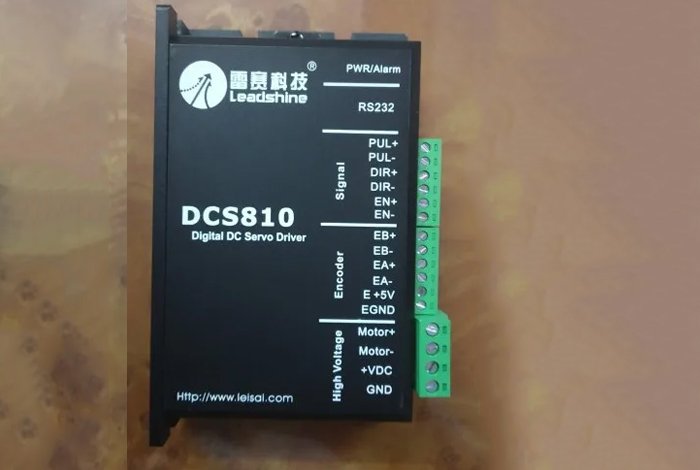 雷赛科技®
Leadshine
PWR/Alarm
RS232
Signal
PUL+
PUL-
DIR+
DIR-
EN+
EN-
DCS810
Digital DC Servo Driver
Encoder
EB+
EB-
EA+
EA-
E +5V
EGND
High Voltage
Motor+
Motor-
+VDC
GND
Http://www.leisai.com